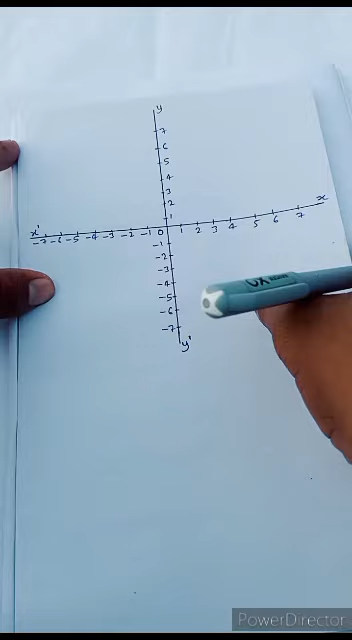 y
7
6
5
4
3
2
1
x' x
-7 -6 -5 -4 -3 -2 -1 0 1 2 3 4 5 6 7
-1
-2
-3
-4
-5
-6
-7
y'
UX
PowerDirector